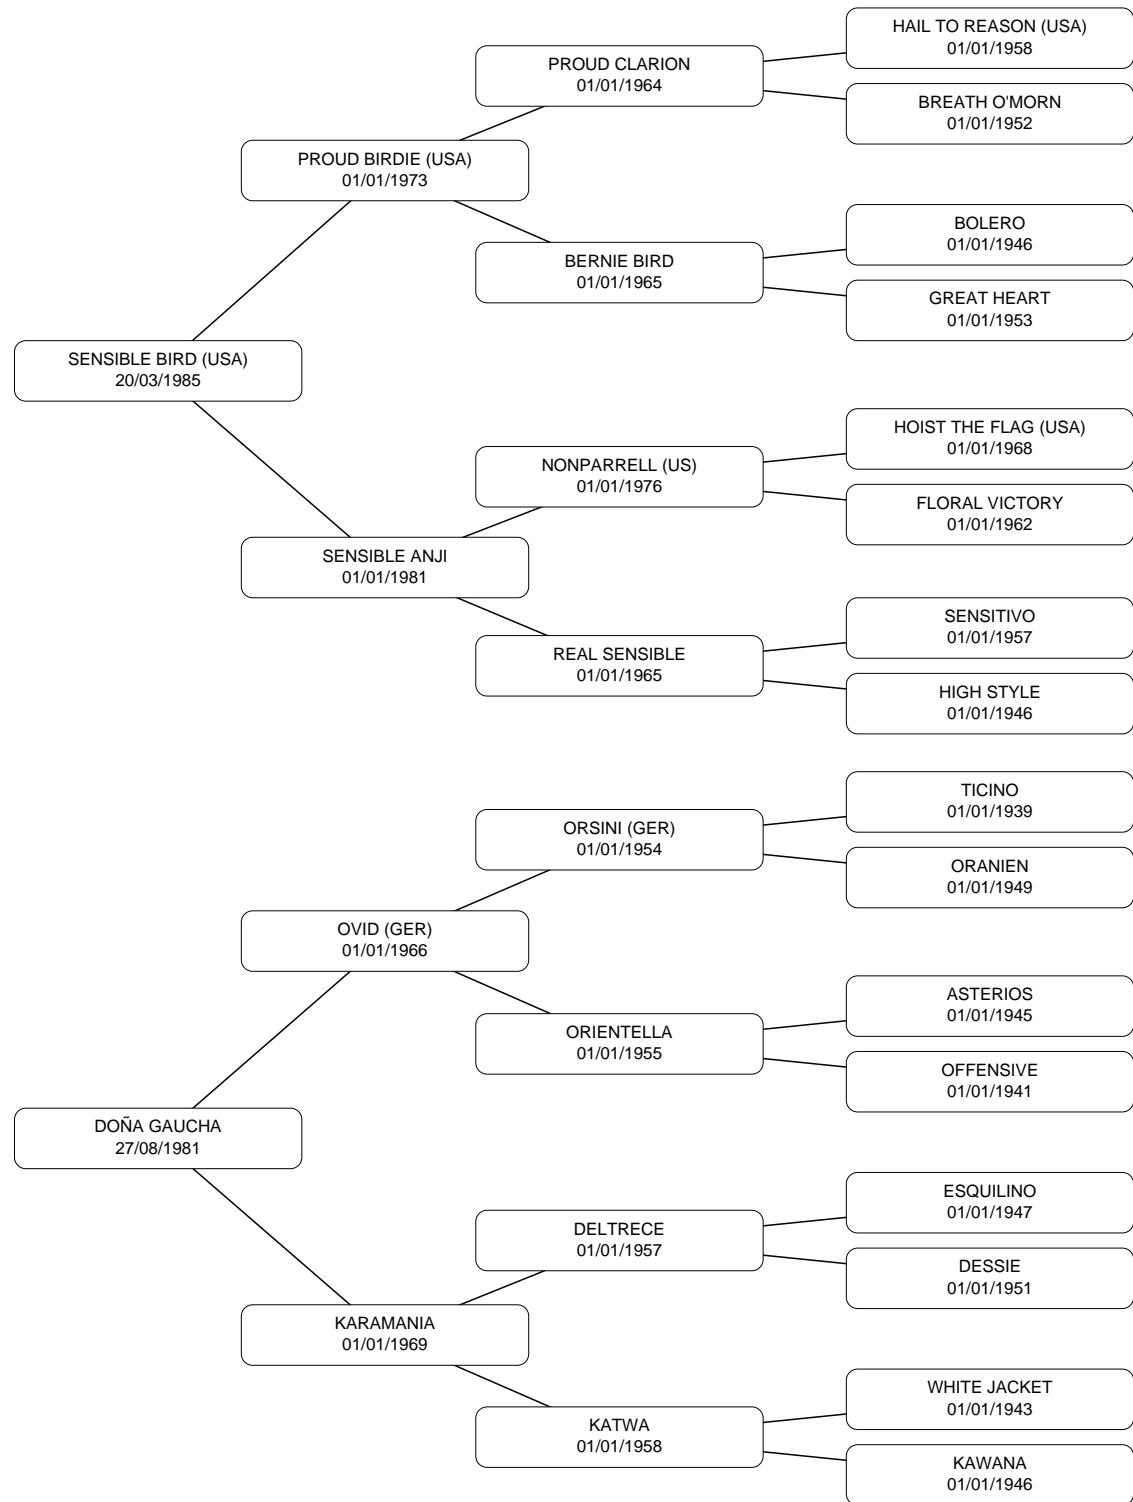 HAIL TO REASON (USA)
01/01/1958
PROUD CLARION
01/01/1964
BREATH O'MORN
01/01/1952
PROUD BIRDIE (USA)
01/01/1973
BOLERO
01/01/1946
BERNIE BIRD
01/01/1965
GREAT HEART
01/01/1953
SENSIBLE BIRD (USA)
20/03/1985
HOIST THE FLAG (USA)
01/01/1968
NONPARRELL (US)
01/01/1976
FLORAL VICTORY
01/01/1962
SENSIBLE ANJI
01/01/1981
SENSITIVO
01/01/1957
REAL SENSIBLE
01/01/1965
HIGH STYLE
01/01/1946
TICINO
01/01/1939
ORSINI (GER)
01/01/1954
ORANIEN
01/01/1949
OVID (GER)
01/01/1966
ASTERIOS
01/01/1945
ORIENTELLA
01/01/1955
OFFENSIVE
01/01/1941
DOÑA GAUCHA
27/08/1981
ESQUILINO
01/01/1947
DELTRECE
01/01/1957
DESSIE
01/01/1951
KARAMANIA
01/01/1969
WHITE JACKET
01/01/1943
KATWA
01/01/1958
KAWANA
01/01/1946